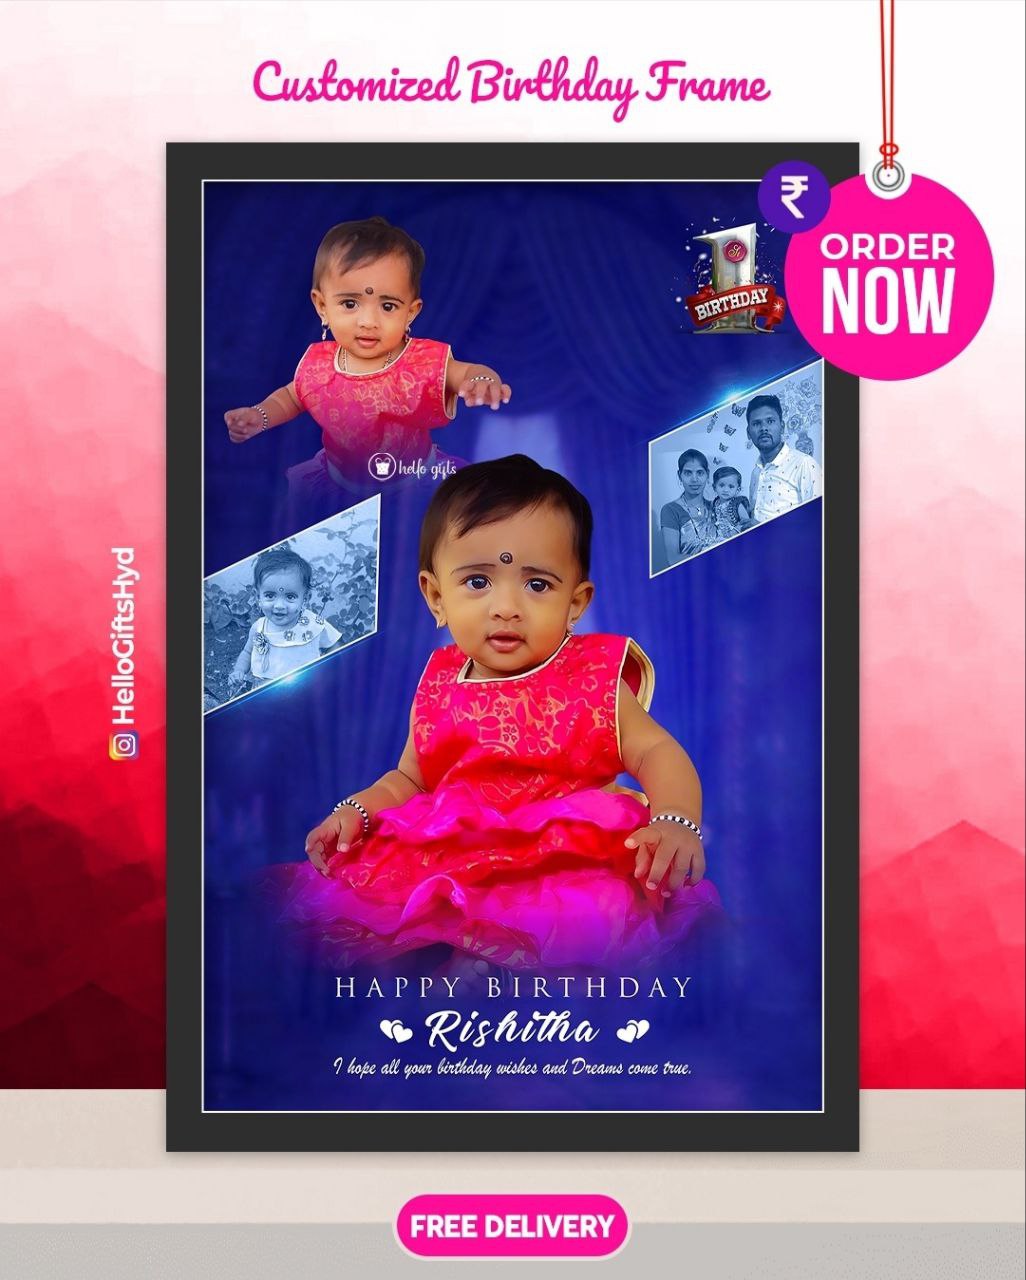 Customized Birthday Frame
₹
ORDER
NOW
1
BIRTHDAY
hello gifts
HelloGiftsHyd
HAPPY BIRTHDAY
Rishitha
I hope all your birthday wishes and Dreams come true.
FREE DELIVERY